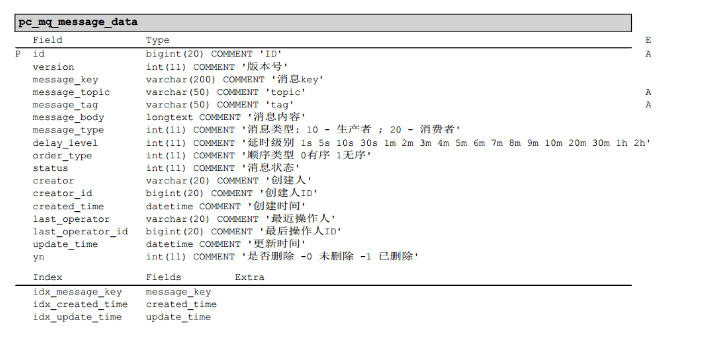 pc_mq_message_data
Field Type E
P id bigint(20) COMMENT 'ID' A
version int(11) COMMENT '版本号'
message_key varchar(200) COMMENT '消息key'
message_topic varchar(50) COMMENT 'topic' A
message_tag varchar(50) COMMENT 'tag' A
message_body longtext COMMENT '消息内容'
message_type int(11) COMMENT '消息类型: 10 - 生产者 ; 20 - 消费者'
delay_level int(11) COMMENT '延时级别 1s 5s 10s 30s 1m 2m 3m 4m 5m 6m 7m 8m 9m 10m 20m 30m 1h 2h'
order_type int(11) COMMENT '顺序类型 0有序 1无序'
status int(11) COMMENT '消息状态'
creator varchar(20) COMMENT '创建人'
creator_id bigint(20) COMMENT '创建人ID'
created_time datetime COMMENT '创建时间'
last_operator varchar(20) COMMENT '最近操作人'
last_operator_id bigint(20) COMMENT '最后操作人ID'
update_time datetime COMMENT '更新时间'
yn int(11) COMMENT '是否删除 -0 未删除 -1 已删除'
Index Fields Extra
idx_message_key message_key
idx_created_time created_time
idx_update_time update_time